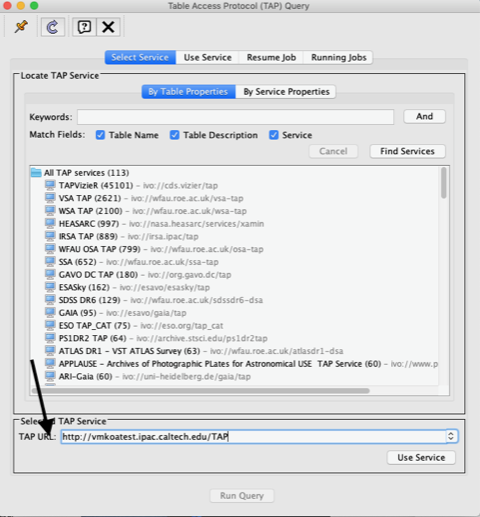 Table Access Protocol (TAP) Query
Select Service Use Service Resume Job Running Jobs
Locate TAP Service
By Table Properties By Service Properties
Keywords: And
Match Fields: Table Name Table Description Service
Cancel Find Services
All TAP services (113)
TAPVizieR (45101) - ivo://cds.vizier/tap
VSA TAP (2621) - ivo://wfau.roe.ac.uk/vsa-tap
WSA TAP (2100) - ivo://wfau.roe.ac.uk/wsa-tap
HEASARC (997) - ivo://nasa.heasarc/services/xamin
IRSA TAP (889) - ivo://irsa.ipac/tap
WFAU OSA TAP (799) - ivo://wfau.roe.ac.uk/osa-tap
SSA (652) - ivo://wfau.roe.ac.uk/ssa-tap
GAVO DC TAP (180) - ivo://org.gavo.dc/tap
ESASky (162) - ivo://esavo/esasky/tap
SDSS DR6 (129) - ivo://wfau.roe.ac.uk/sdssdr6-dsa
GAIA (95) - ivo://esavo/gaia/tap
ESO TAP_CAT (75) - ivo://eso.org/tap_cat
PS1DR2 TAP (64) - ivo://archive.stsci.edu/ps1dr2tap
ATLAS DR1 - VST ATLAS Survey (63) - ivo://wfau.roe.ac.uk/atlasdr1-dsa
APPLAUSE - Archives of Photographic PLates for Astronomical USE TAP Service (60) - ivo://www.p
ARI-Gaia (60) - ivo://uni-heidelberg.de/gaia/tap
Selected TAP Service
TAP URL: http://vmkoatest.ipac.caltech.edu/TAP
Use Service
Run Query